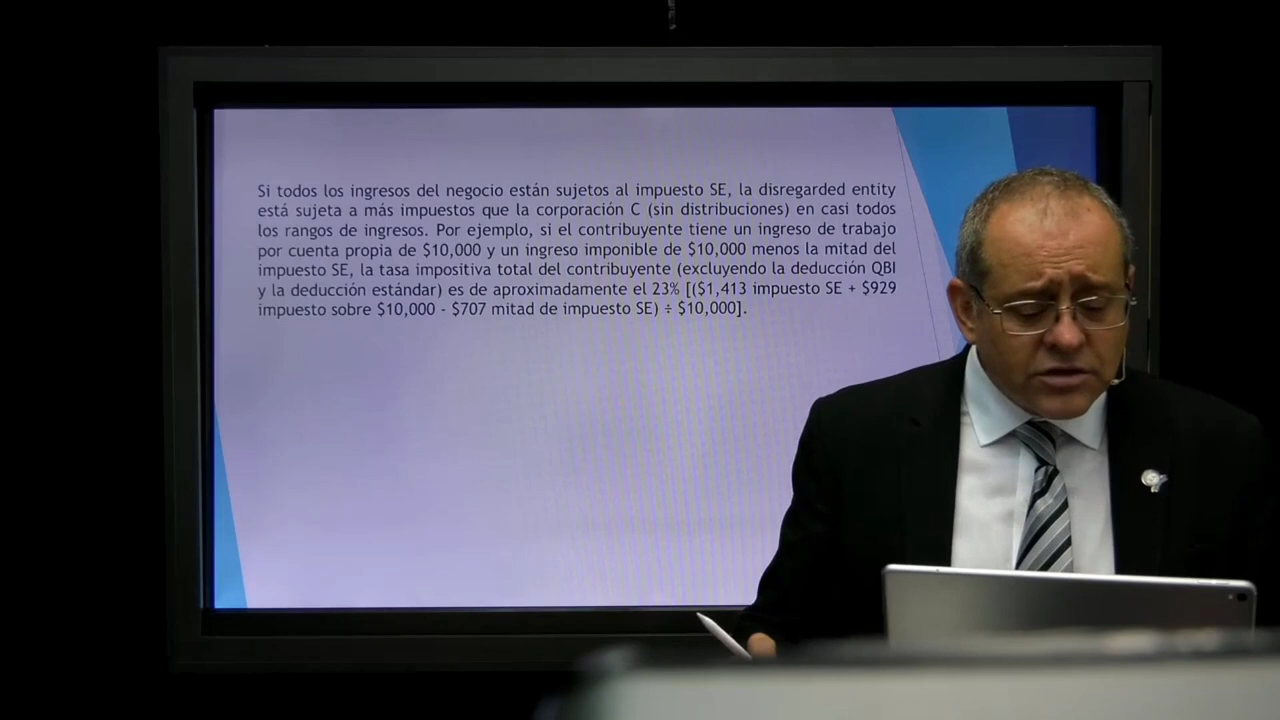 Si todos los ingresos del negocio están sujetos al impuesto SE, la disregarded entity
está sujeta a más impuestos que la corporación C (sin distribuciones) en casi todos
los rangos de ingresos. Por ejemplo, si el contribuyente tiene un ingreso de trabajo
por cuenta propia de $10,000 y un ingreso imponible de $10,000 menos la mitad del
impuesto SE, la tasa impositiva total del contribuyente (excluyendo la deducción QBI
y la deducción estándar) es de aproximadamente el 23% [($1,413 impuesto SE + $929
impuesto sobre $10,000 - $707 mitad de impuesto SE) ÷ $10,000].